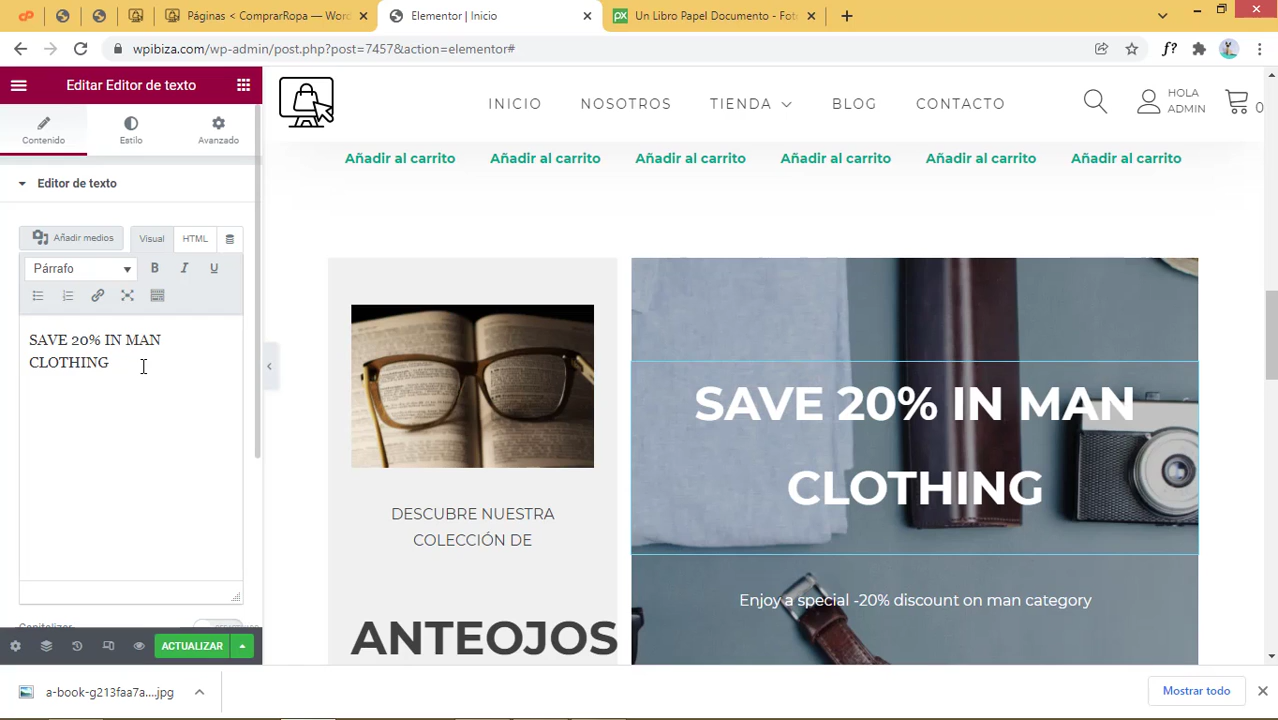 Páginas < ComprarRopa — Word
Elementor | Inicio
Un Libro Papel Documento - Foto
wpibiza.com/wp-admin/post.php?post=7457&action=elementor#
f?
Editar Editor de texto
INICIO NOSOTROS TIENDA BLOG CONTACTO
HOLA
ADMIN
0
Contenido Estilo Avanzado
Añadir al carrito Añadir al carrito Añadir al carrito Añadir al carrito Añadir al carrito Añadir al carrito
Editor de texto
Añadir medios Visual HTML
Párrafo B I U
SAVE 20% IN MAN
CLOTHING
DESCUBRE NUESTRA
COLECCIÓN DE
ANTEOJOS
SAVE 20% IN MAN
CLOTHING
Enjoy a special -20% discount on man category
ACTUALIZAR
a-book-g213faa7a....jpg
Mostrar todo